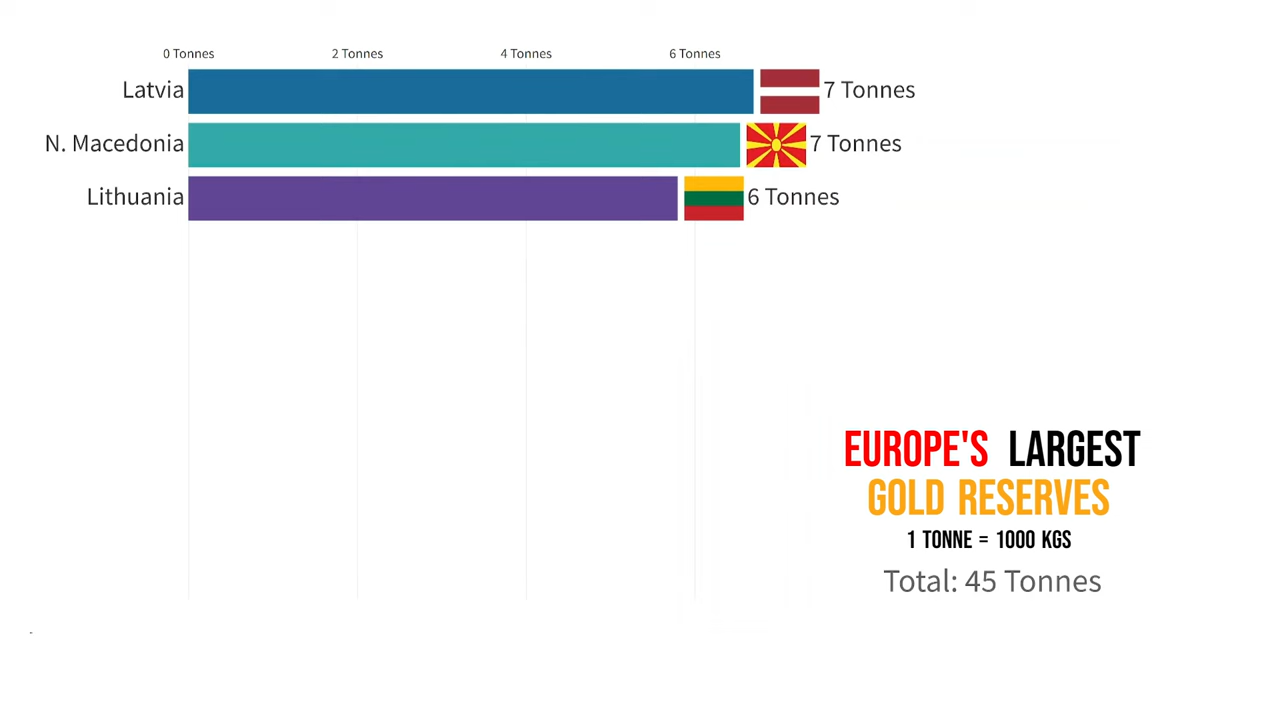 0 Tonnes 2 Tonnes 4 Tonnes 6 Tonnes
Latvia 7 Tonnes
N. Macedonia 7 Tonnes
Lithuania 6 Tonnes
EUROPE'S LARGEST
GOLD RESERVES
1 TONNE = 1000 KGS
Total: 45 Tonnes